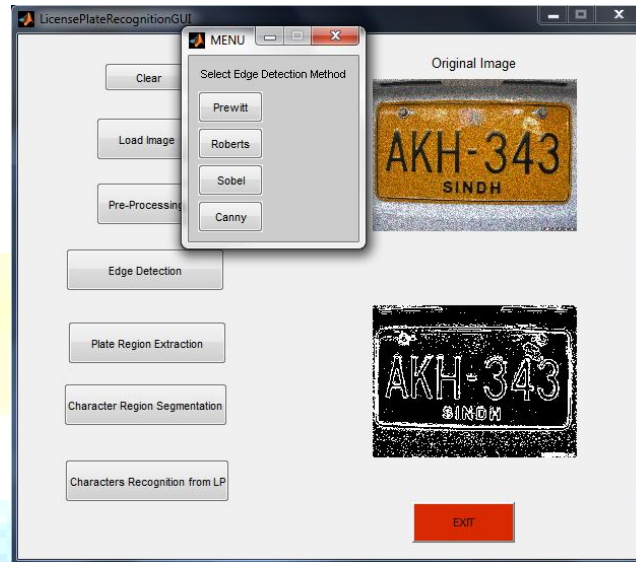 LicensePlateRecognitionGUI
MENU
Select Edge Detection Method
Prewitt
Roberts
Sobel
Canny
Clear
Load Image
Pre-Processing
Edge Detection
Plate Region Extraction
Character Region Segmentation
Characters Recognition from LP
Original Image
AKH-343
SINDH
AKH-343
SINDH
EXIT